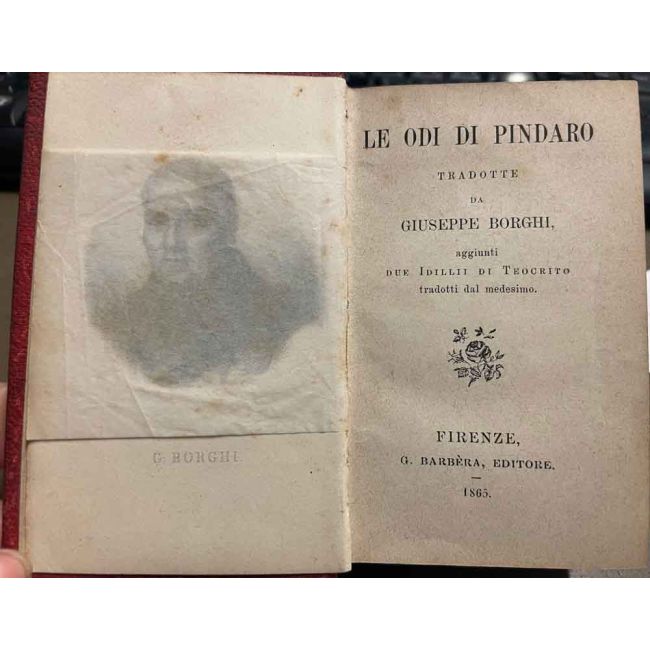 G. BORGHI.
LE ODI DI PINDARO
TRADOTTE
DA
GIUSEPPE BORGHI,
aggiunti
DUE IDILLII DI TEOCRITO
tradotti dal medesimo.
FIRENZE,
G. BARBÈRA, EDITORE.
—
1865.